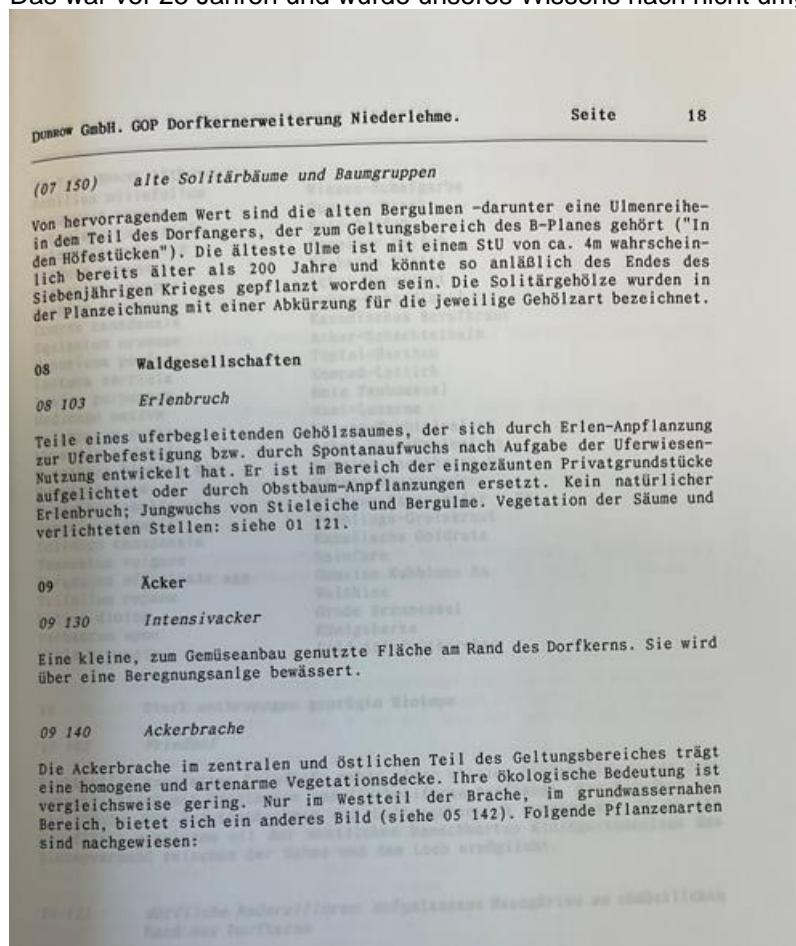 Das war vor 25 Jahren und wurde unseres Wissens nach nicht
DUBROW GmbH. GOP Dorfkernerweiterung Niederlehme. Seite 18
(07 150) alte Solitärbäume und Baumgruppen
Von hervorragendem Wert sind die alten Bergulmen -darunter eine Ulmenreihe-
in dem Teil des Dorfangers, der zum Geltungsbereich des B-Planes gehört ("In
den Höfestücken"). Die älteste Ulme ist mit einem StU von ca. 4m wahrschein-
lich bereits älter als 200 Jahre und könnte so anläßlich des Endes des
Siebenjährigen Krieges gepflanzt worden sein. Die Solitärgehölze wurden in
der Planzeichnung mit einer Abkürzung für die jeweilige Gehölzart bezeichnet.
08 Waldgesellschaften
08 103 Erlenbruch
Teile eines uferbegleitenden Gehölzsaumes, der sich durch Erlen-Anpflanzung
zur Uferbefestigung bzw. durch Spontanaufwuchs nach Aufgabe der Uferwiesen-
Nutzung entwickelt hat. Er ist im Bereich der eingezäunten Privatgrundstücke
aufgelichtet oder durch Obstbaum-Anpflanzungen ersetzt. Kein natürlicher
Erlenbruch; Jungwuchs von Stieleiche und Bergulme. Vegetation der Säume und
verlichteten Stellen: siehe 01 121.
09 Äcker
09 130 Intensivacker
Eine kleine, zum Gemüseanbau genutzte Fläche am Rand des Dorfkerns. Sie wird
über eine Beregnungsanlge bewässert.
09 140 Ackerbrache
Die Ackerbrache im zentralen und östlichen Teil des Geltungsbereiches trägt
eine homogene und artenarme Vegetationsdecke. Ihre ökologische Bedeutung ist
vergleichsweise gering. Nur im Westteil der Brache, im grundwassernahen
Bereich, bietet sich ein anderes Bild (siehe 05 142). Folgende Pflanzenarten
sind nachgewiesen: